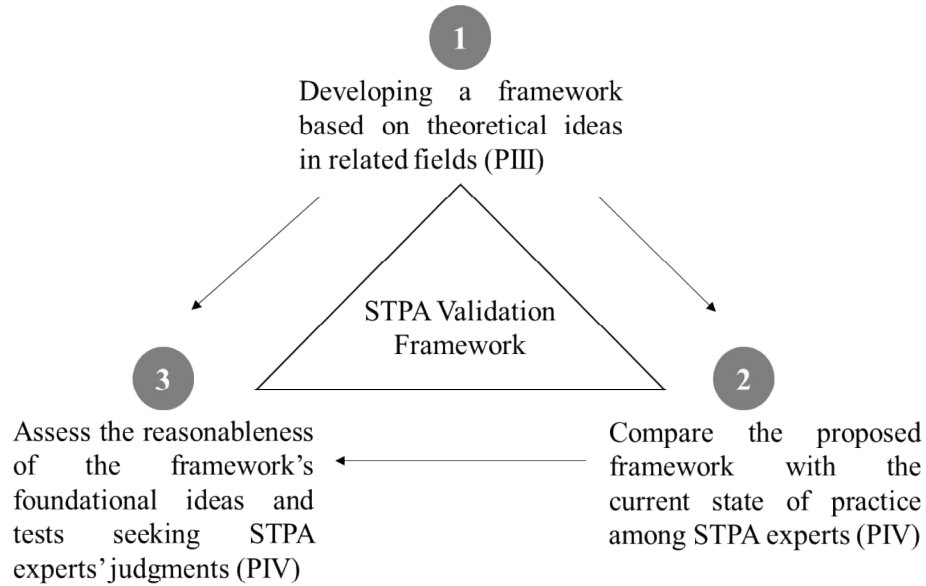 1
Developing a framework
based on theoretical ideas
in related fields (PIII)
STPA Validation
Framework
3
Assess the reasonableness
of the framework's
foundational ideas and
tests seeking STPA
experts' judgments (PIV)
2
Compare the proposed
framework with the
current state of practice
among STPA experts (PIV)